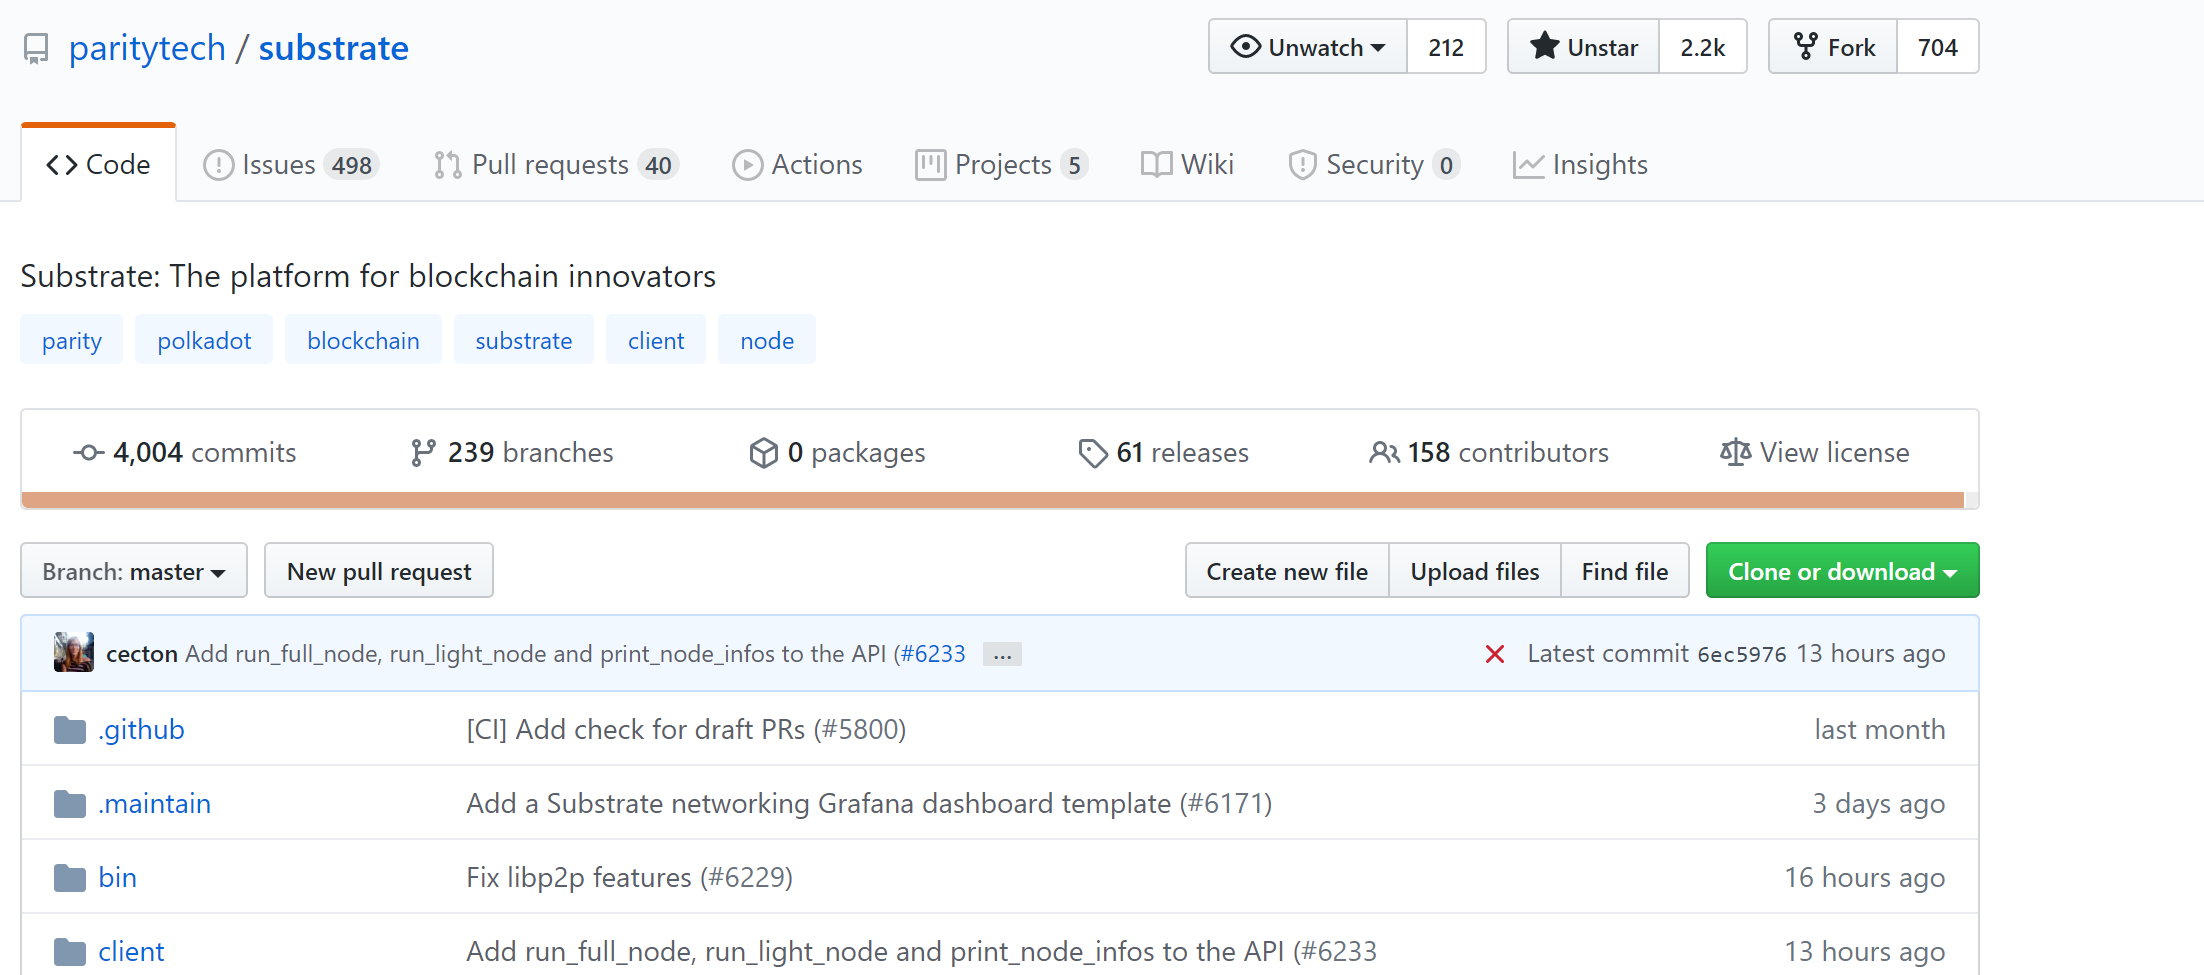 paritytech / substrate Unwatch 212 Unstar 2.2k Fork 704
Code Issues 498 Pull requests 40 Actions Projects 5 Wiki Security 0 Insights
Substrate: The platform for blockchain innovators
parity polkadot blockchain substrate client node
4,004 commits 239 branches 0 packages 61 releases 158 contributors View license
Branch: master New pull request Create new file Upload files Find file Clone or download
cecton Add run_full_node, run_light_node and print_node_infos to the API (#6233 ... Latest commit 6ec5976 13 hours ago
.github [CI] Add check for draft PRs (#5800) last month
.maintain Add a Substrate networking Grafana dashboard template (#6171) 3 days ago
bin Fix libp2p features (#6229) 16 hours ago
client Add run_full_node, run_light_node and print_node_infos to the API (#6233 13 hours ago